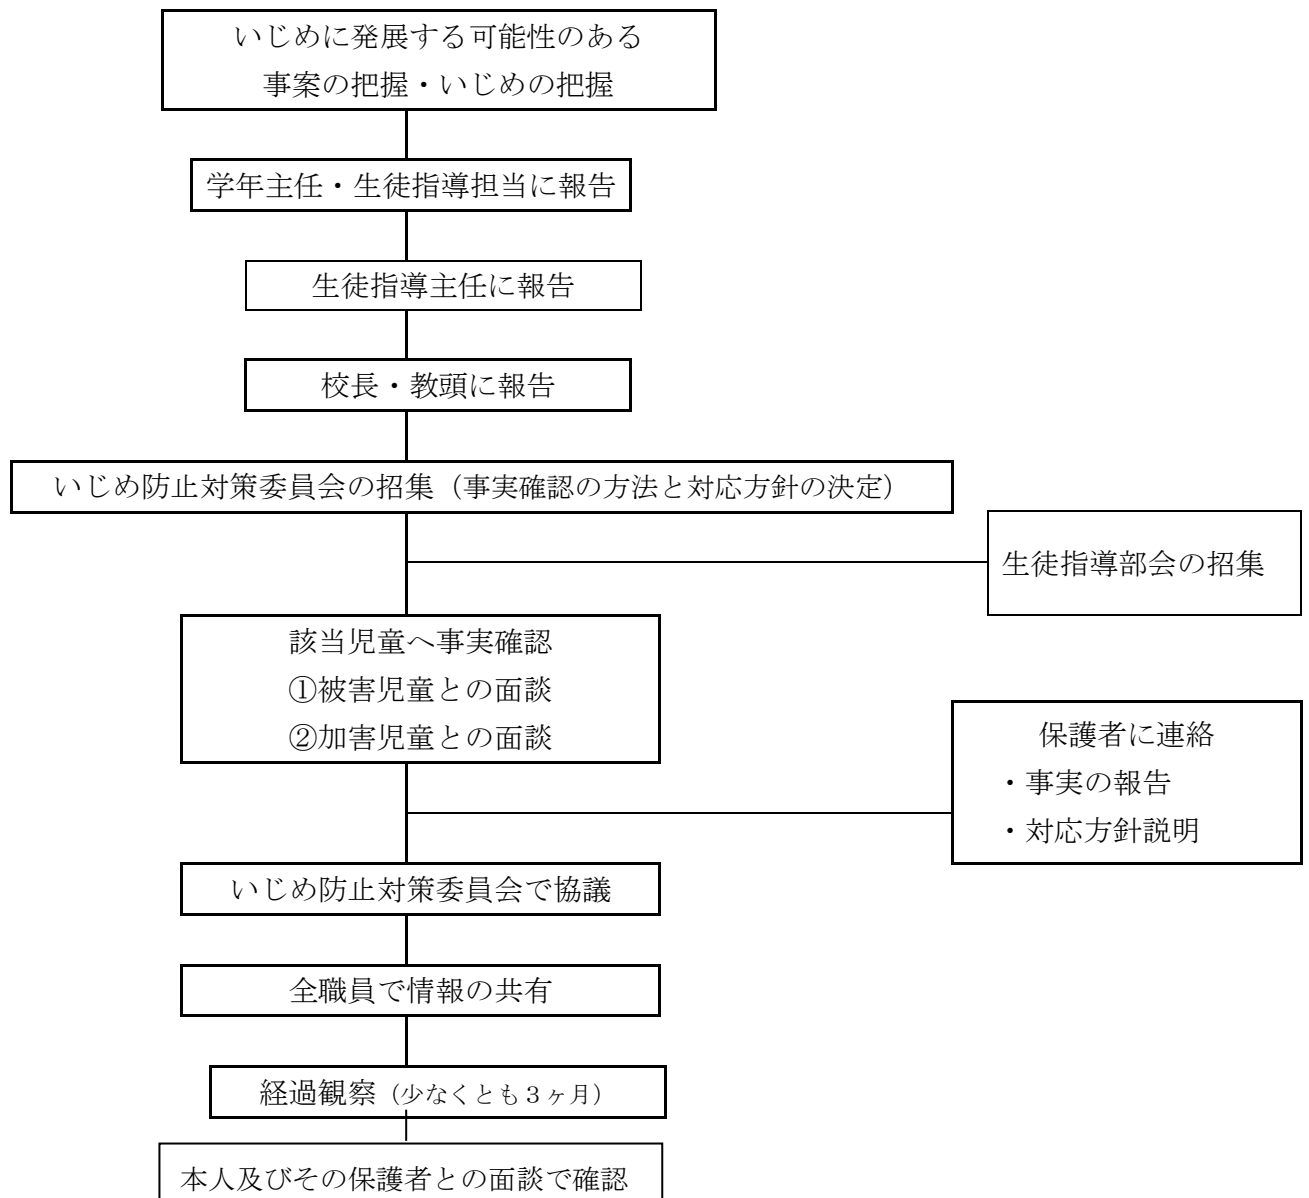 いじめに発展する可能性のある
事案の把握・いじめの把握
学年主任・生徒指導担当に報告
生徒指導主任に報告
校長・教頭に報告
いじめ防止対策委員会の招集（事実確認の方法と対応方針の決定）
生徒指導部会の招集
該当児童へ事実確認
①被害児童との面談
②加害児童との面談
保護者に連絡
・事実の報告
・対応方針説明
いじめ防止対策委員会で協議
全職員で情報の共有
経過観察（少なくとも３ヶ月）
本人及びその保護者との面談で確認